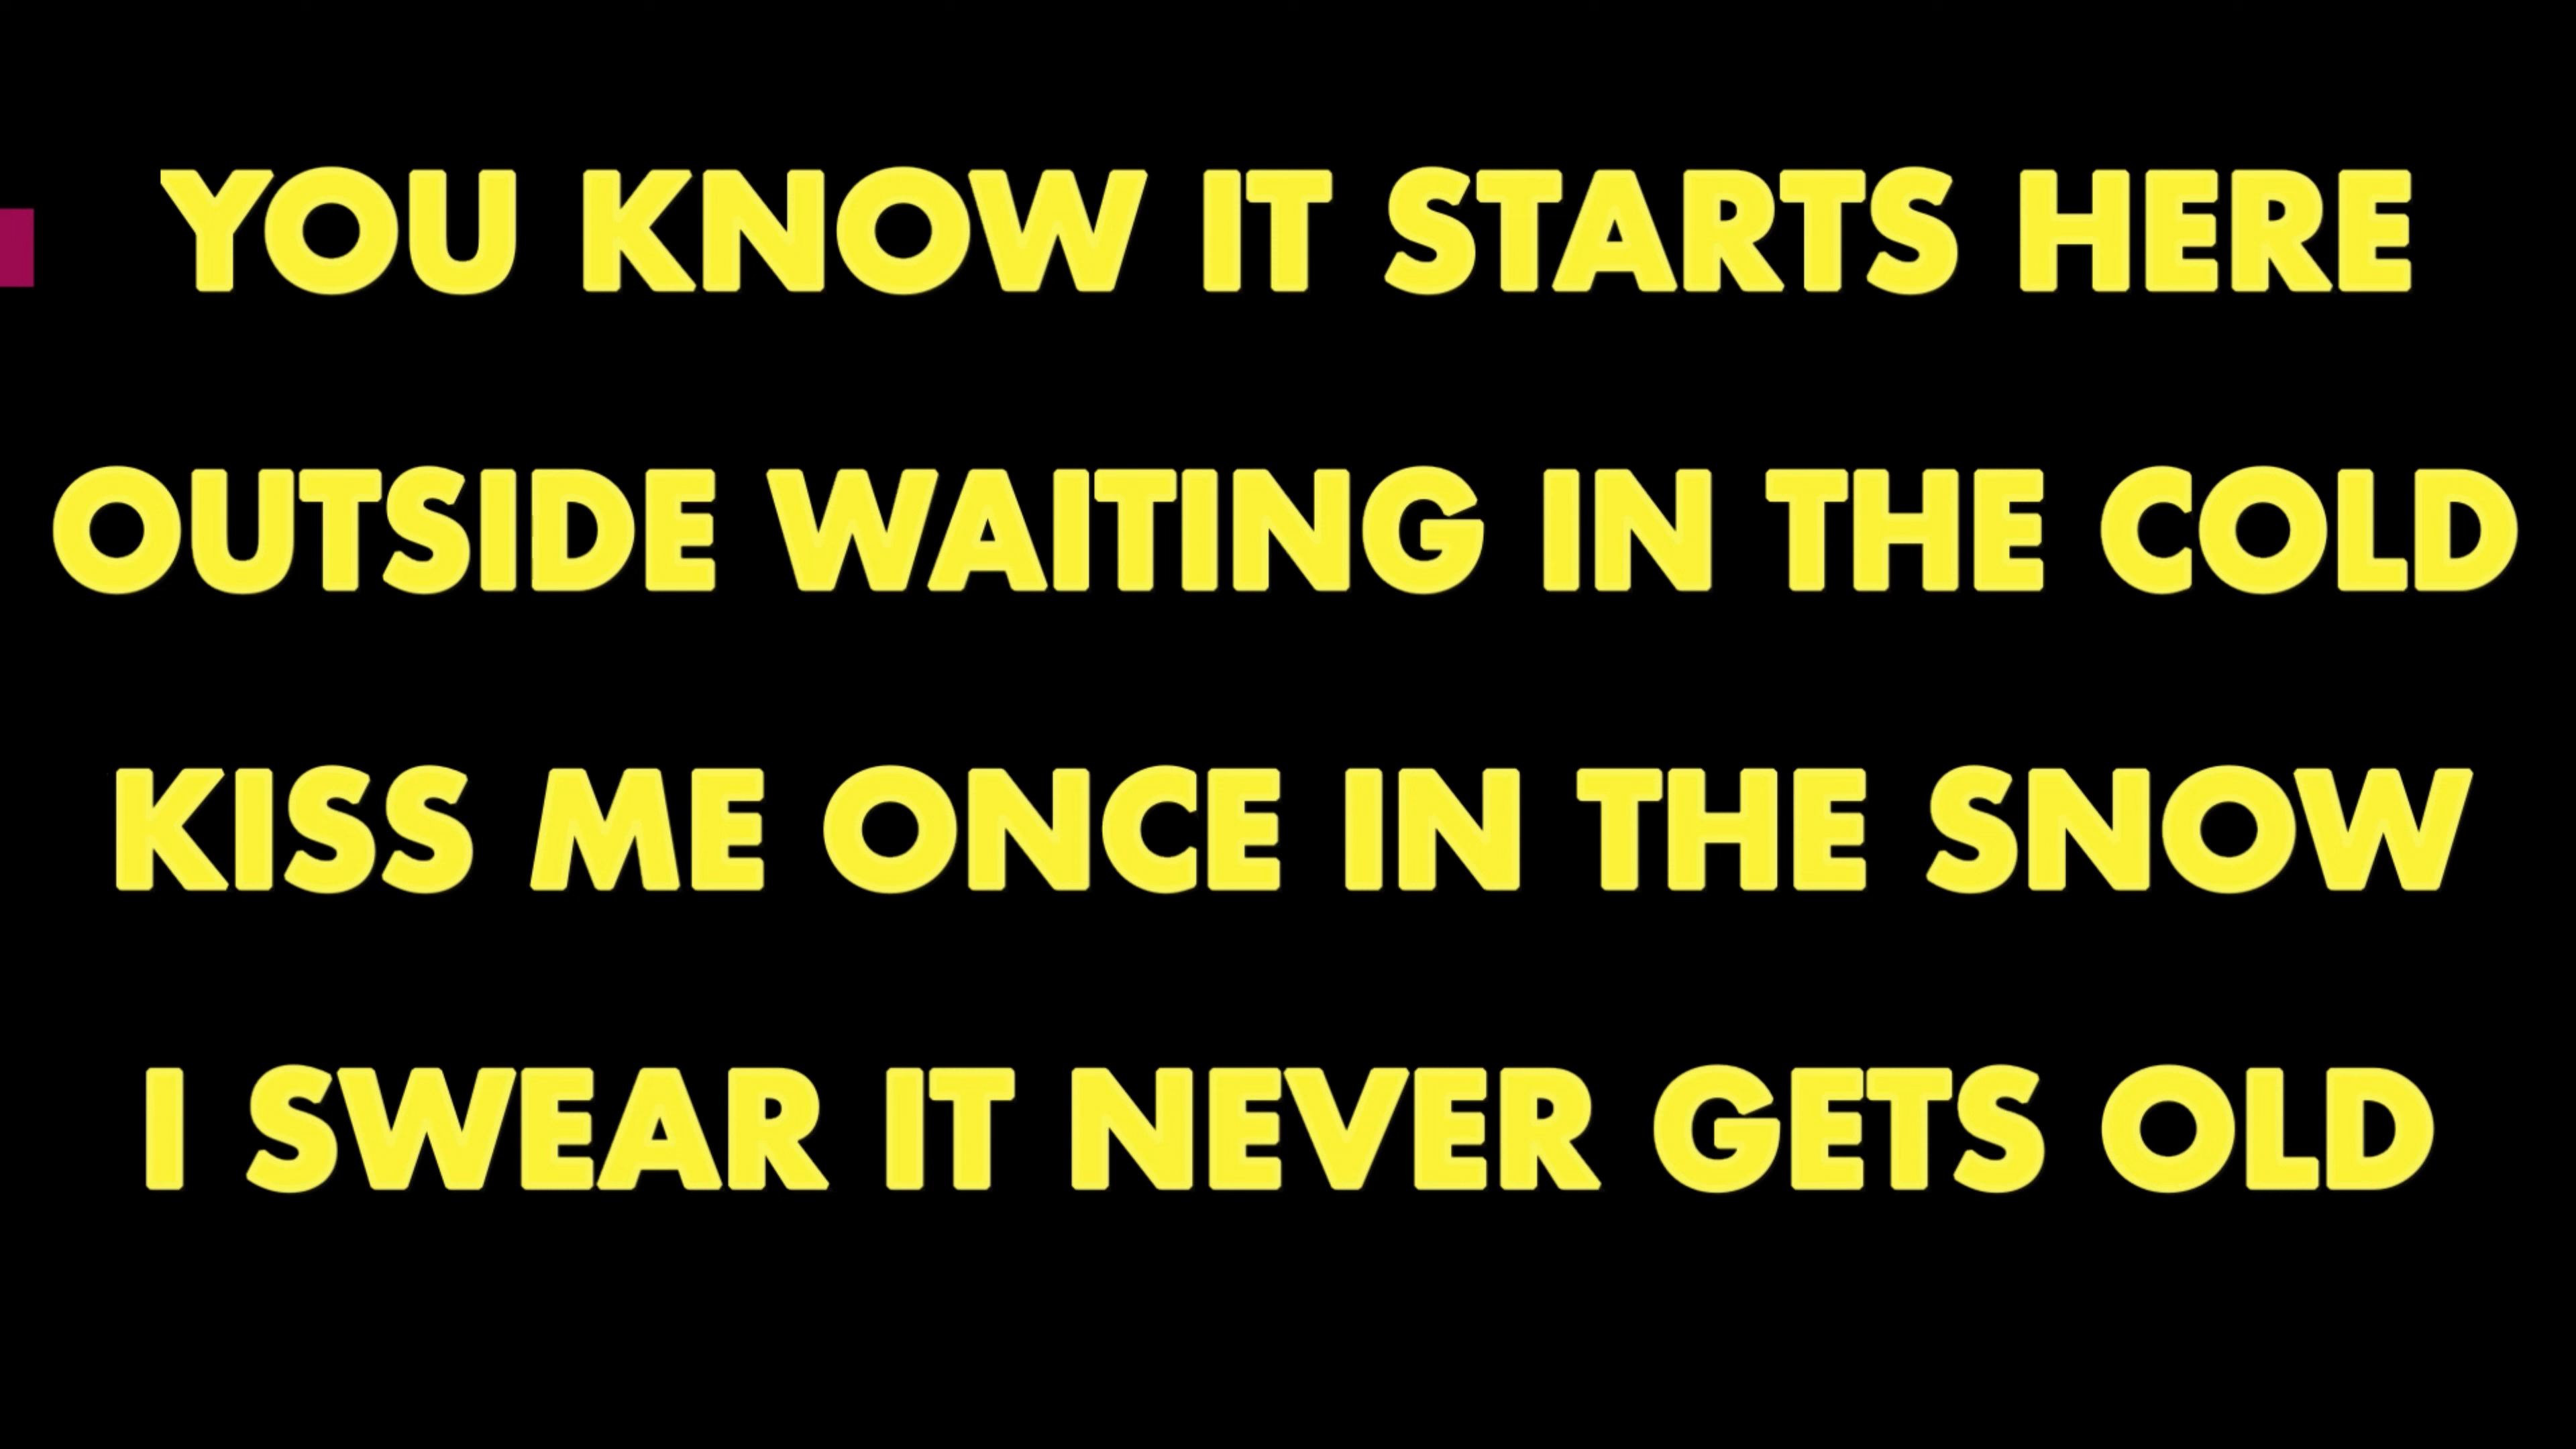 YOU KNOW IT STARTS HERE
OUTSIDE WAITING IN THE COLD
KISS ME ONCE IN THE SNOW
I SWEAR IT NEVER GETS OLD